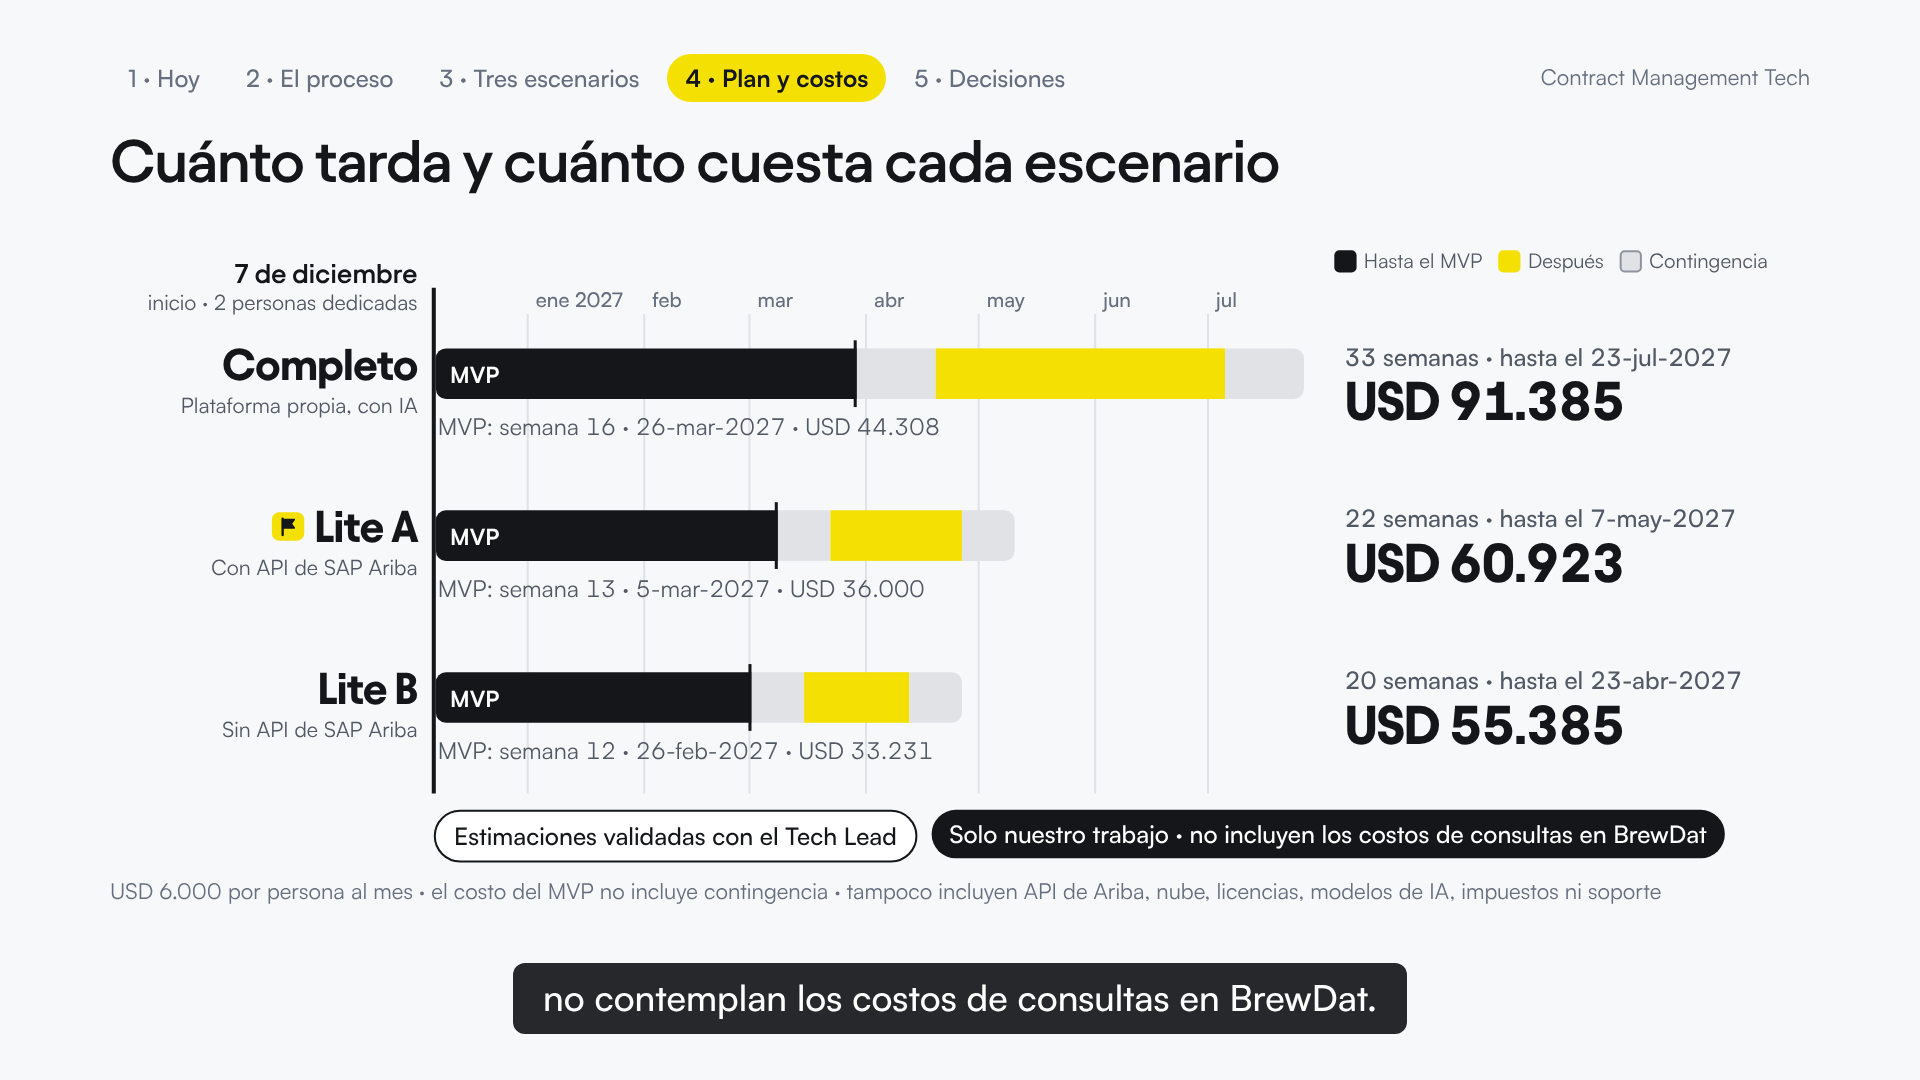 1 · Hoy
2 · El proceso
3 · Tres escenarios
4 · Plan y costos
5 · Decisiones
Contract Management Tech
Cuánto tarda y cuánto cuesta cada escenario
Hasta el MVP
Después
Contingencia
7 de diciembre
inicio · 2 personas dedicadas
ene 2027
feb
mar
abr
may
jun
jul
Completo
Plataforma propia, con IA
MVP
MVP: semana 16 · 26-mar-2027 · USD 44.308
33 semanas · hasta el 23-jul-2027
USD 91.385
Lite A
Con API de SAP Ariba
MVP
MVP: semana 13 · 5-mar-2027 · USD 36.000
22 semanas · hasta el 7-may-2027
USD 60.923
Lite B
Sin API de SAP Ariba
MVP
MVP: semana 12 · 26-feb-2027 · USD 33.231
20 semanas · hasta el 23-abr-2027
USD 55.385
Estimaciones validadas con el Tech Lead
Solo nuestro trabajo · no incluyen los costos de consultas en BrewDat
USD 6.000 por persona al mes · el costo del MVP no incluye contingencia · tampoco incluyen API de Ariba, nube, licencias, modelos de IA, impuestos ni soporte
no contemplan los costos de consultas en BrewDat.